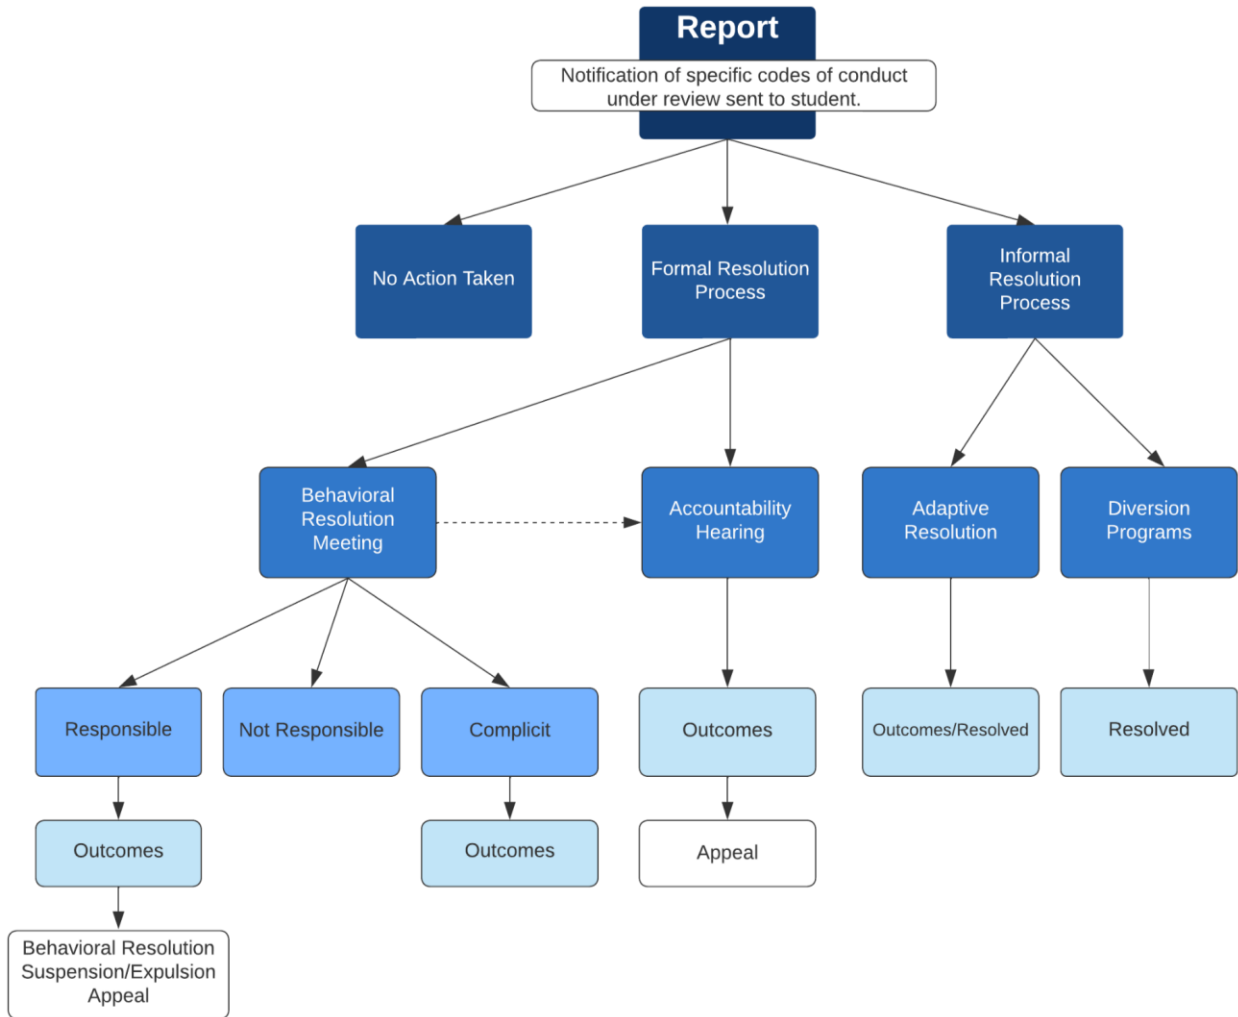 Report
Notification of specific codes of conduct
under review sent to student.
No Action Taken
Formal Resolution
Process
Informal
Resolution
Process
Behavioral
Resolution
Meeting
Accountability
Hearing
Adaptive
Resolution
Diversion
Programs
Responsible
Not Responsible
Complicit
Outcomes
Outcomes/Resolved
Resolved
Outcomes
Outcomes
Appeal
Behavioral Resolution
Suspension/Expulsion
Appeal